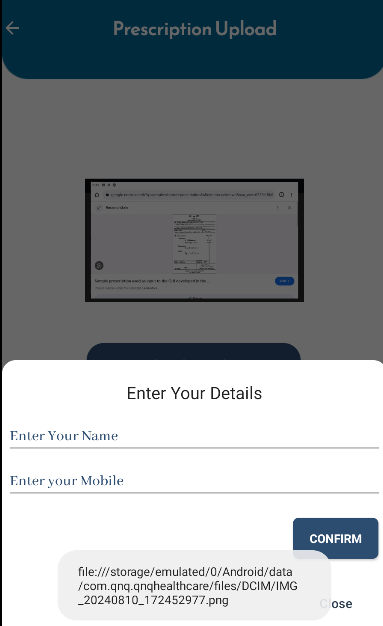 Prescription Upload
Enter Your Details
Enter Your Name
Enter your Mobile
CONFIRM
file:///storage/emulated/0/Android/data
/com.qnq.qnqhealthcare/files/DCIM/IMG
_20240810_172452977.png